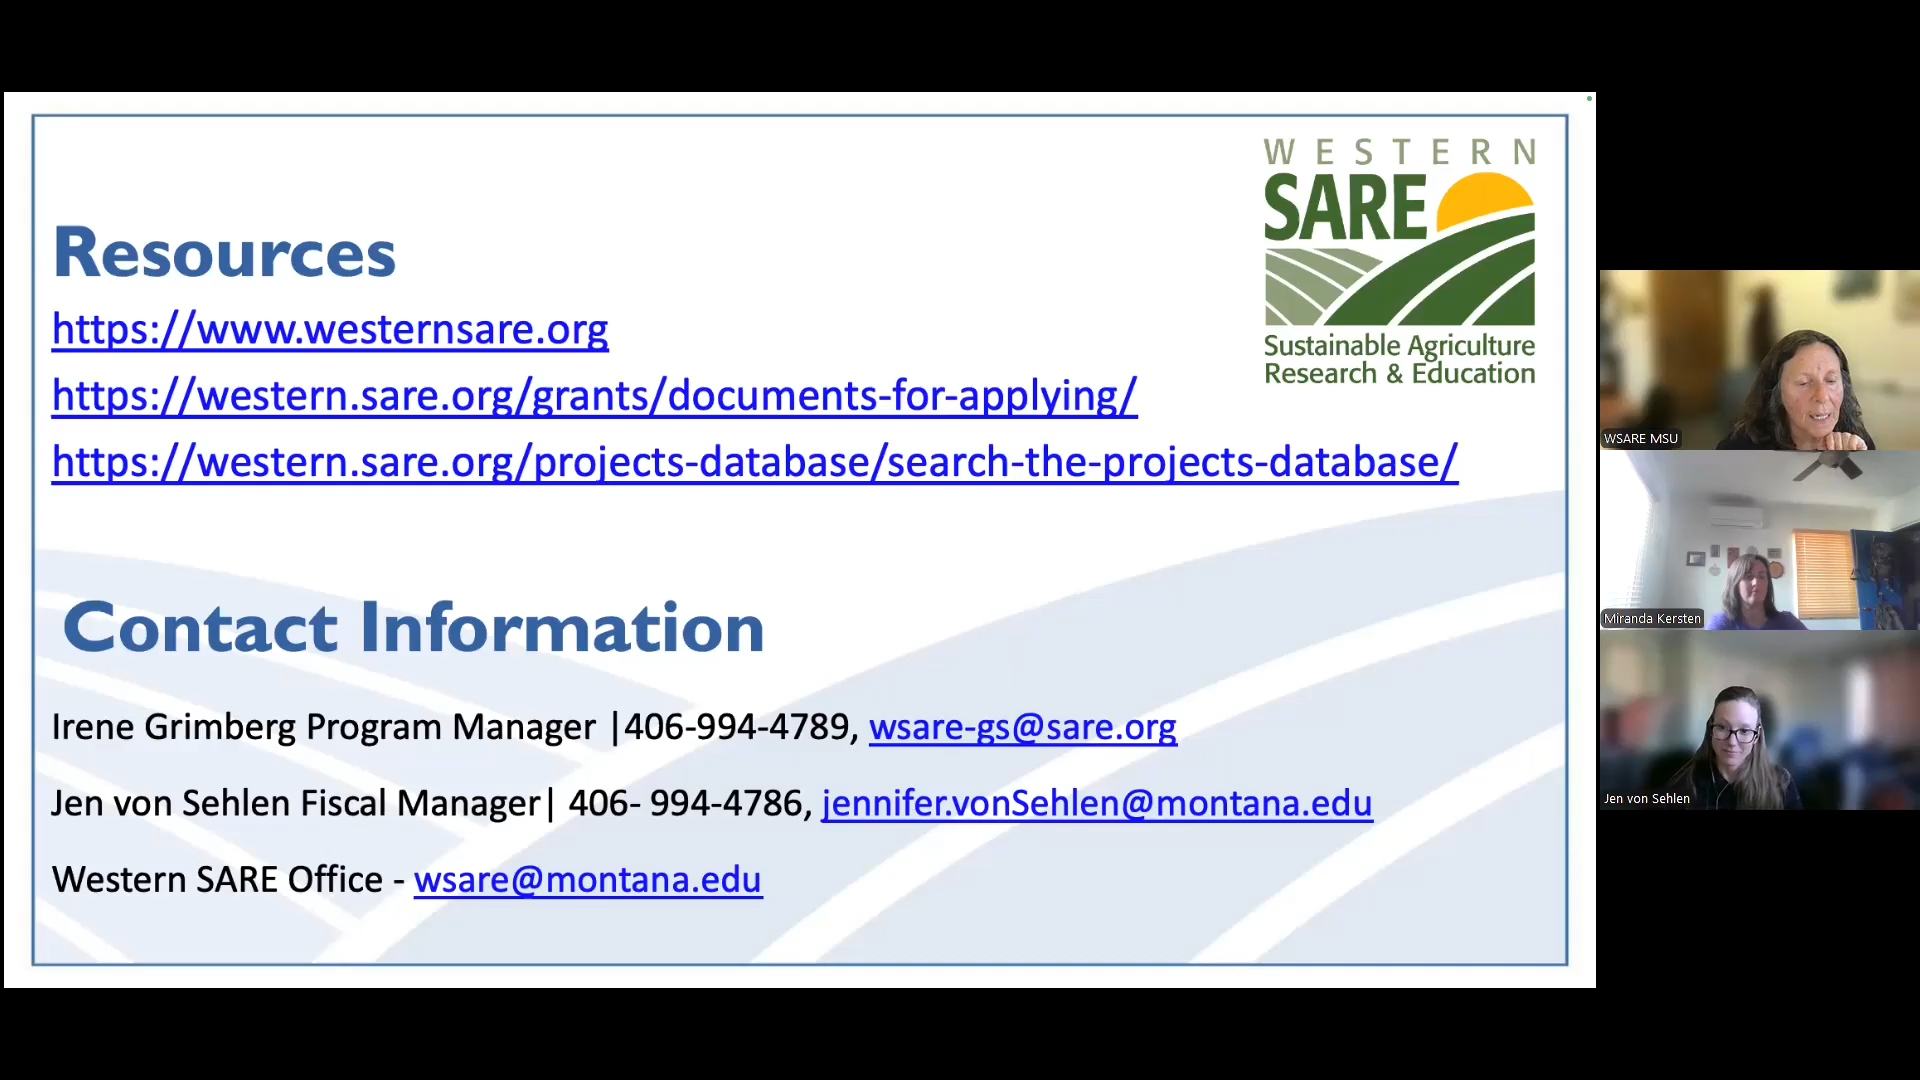 WESTERN
SARE
Sustainable Agriculture
Research & Education
Resources
https://www.westernsare.org
https://western.sare.org/grants/documents-for-applying/
https://western.sare.org/projects-database/search-the-projects-database/
Contact Information
Irene Grimberg Program Manager |406-994-4789, wsare-gs@sare.org
Jen von Sehlen Fiscal Manager| 406- 994-4786, jennifer.vonSehlen@montana.edu
Western SARE Office - wsare@montana.edu
WSARE MSU
Miranda Kersten
Jen von Sehlen